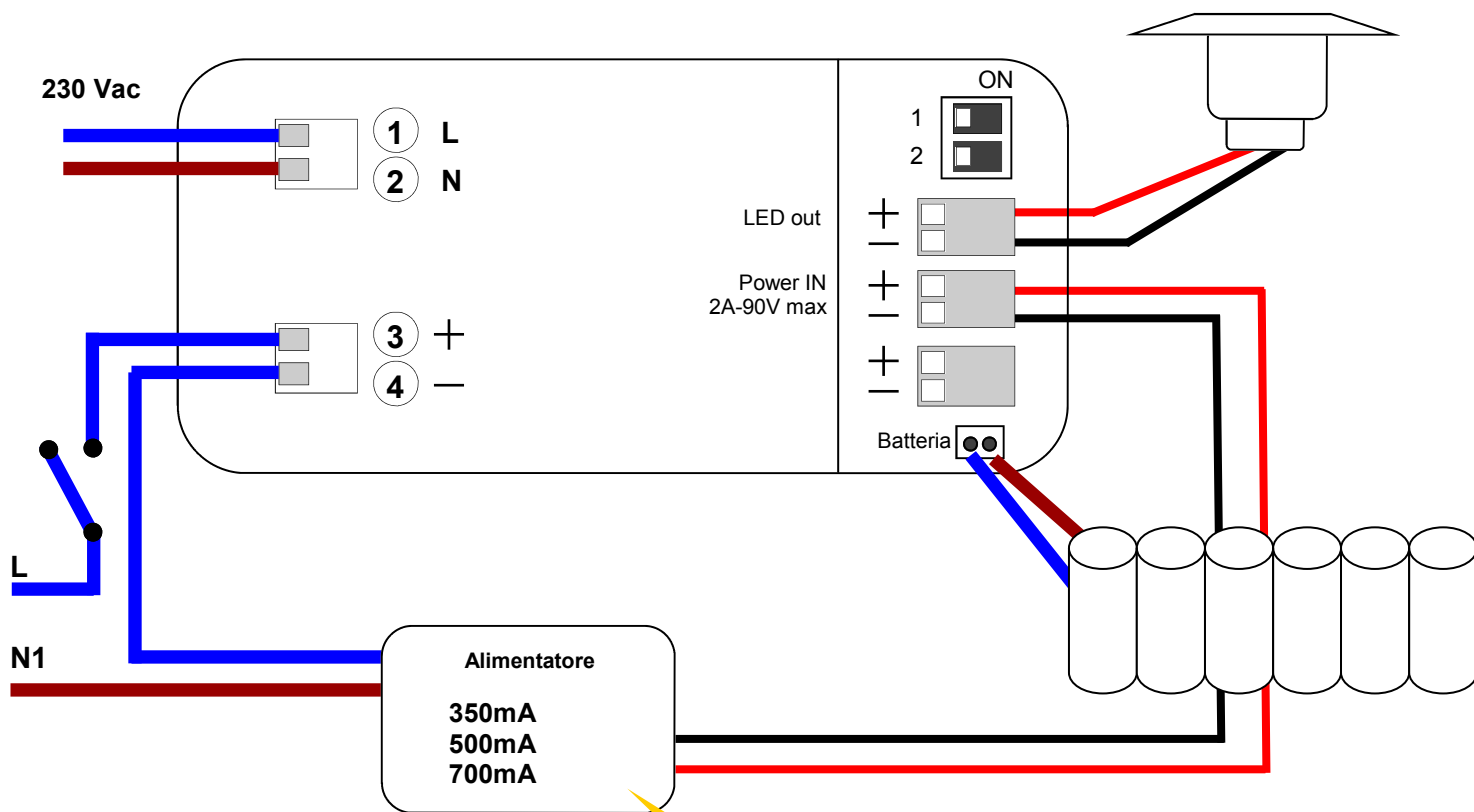 230 Vac
1 L
2 N
ON
1
2
LED out + −
Power IN + −
2A-90V max
3 +
4 −
+ −
Batteria
L
N1
Alimentatore
350mA
500mA
700mA